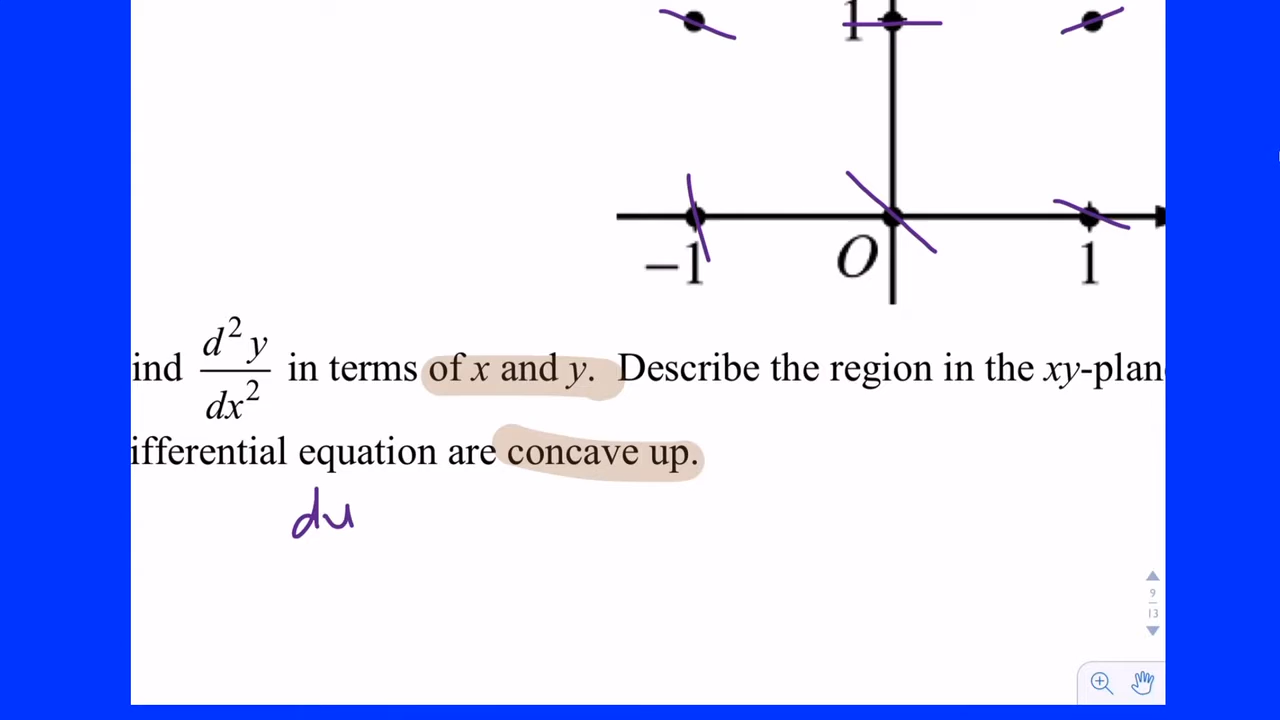 1
−1 O 1
ind d²y/dx² in terms of x and y. Describe the region in the xy-plan
ifferential equation are concave up.
9
13